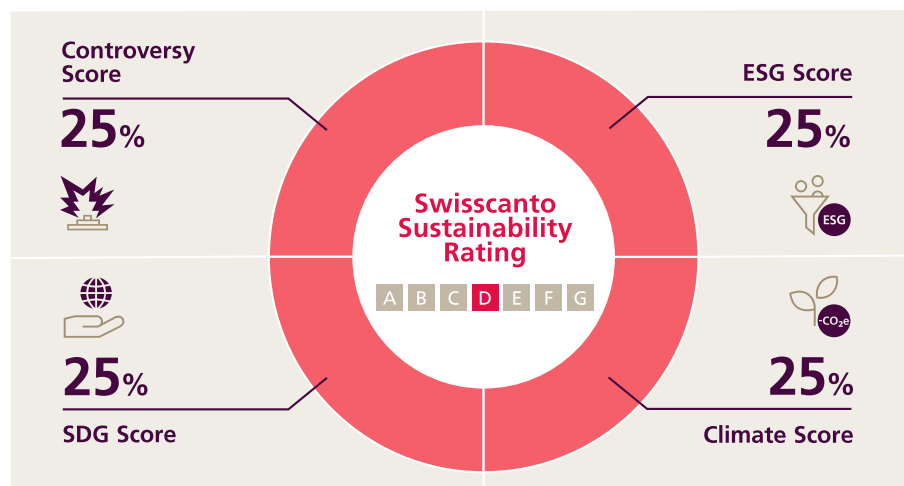 Controversy
Score
25%
ESG Score
25%
ESG
Swisscanto
Sustainability
Rating
A B C D E F G
25%
SDG Score
-CO₂e
25%
Climate Score